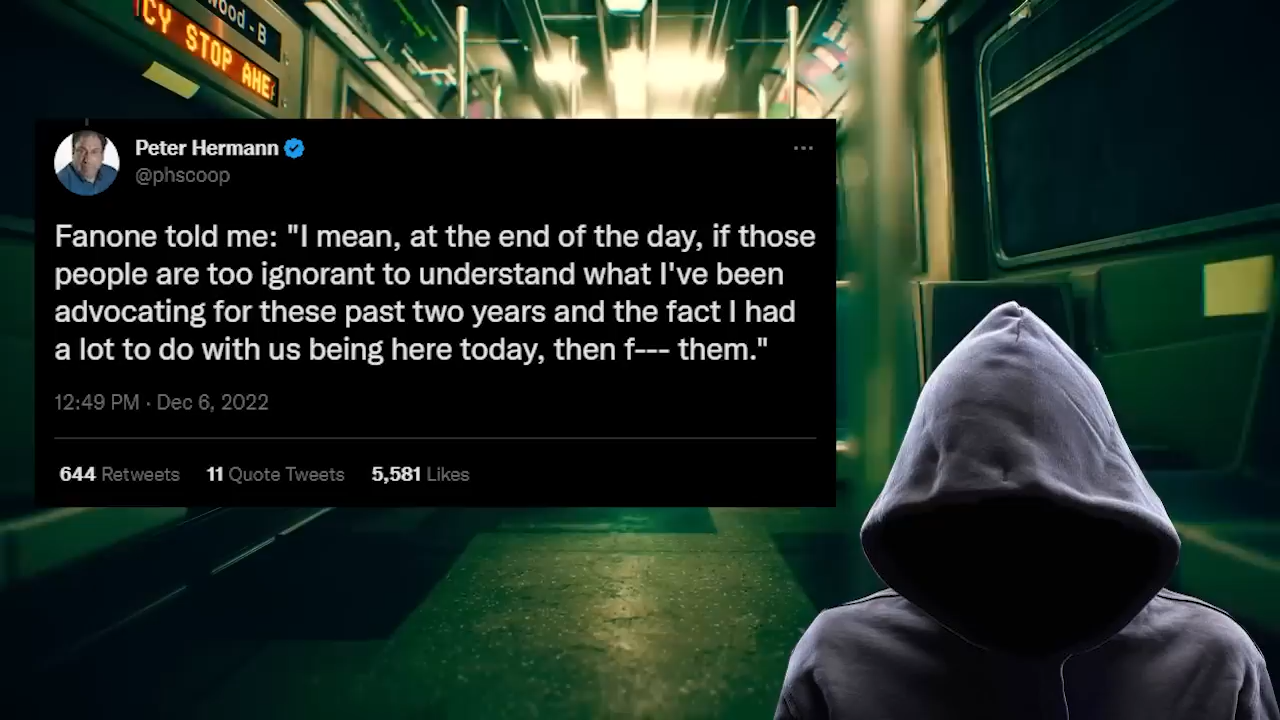 wood-B
CY STOP AHE
Peter Hermann
@phscoop
Fanone told me: "I mean, at the end of the day, if those
people are too ignorant to understand what I've been
advocating for these past two years and the fact I had
a lot to do with us being here today, then f--- them."
12:49 PM · Dec 6, 2022
644 Retweets 11 Quote Tweets 5,581 Likes